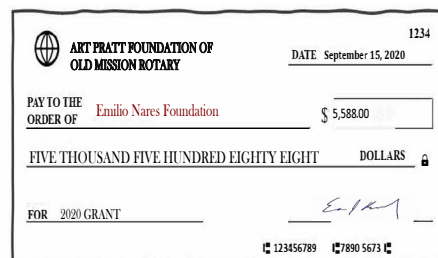 1234
ART PRATT FOUNDATION OF
OLD MISSION ROTARY
DATE September 15, 2020
PAY TO THE
ORDER OF Emilio Nares Foundation $ 5,588.00
FIVE THOUSAND FIVE HUNDRED EIGHTY EIGHT DOLLARS
FOR 2020 GRANT
⑆ 123456789 ⑆7890 5673 ⑆